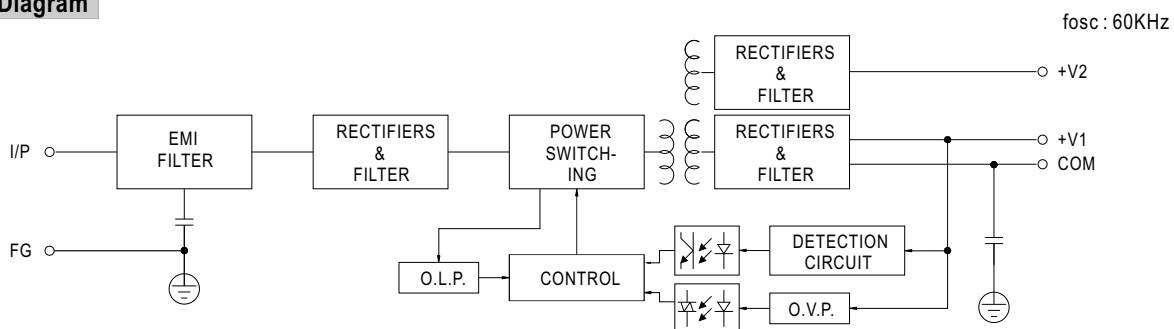 Diagram
fosc : 60KHz
RECTIFIERS
&
FILTER
+V2
I/P
EMI
FILTER
RECTIFIERS
&
FILTER
POWER
SWITCH-
ING
RECTIFIERS
&
FILTER
+V1
COM
FG
O.L.P.
CONTROL
DETECTION
CIRCUIT
O.V.P.